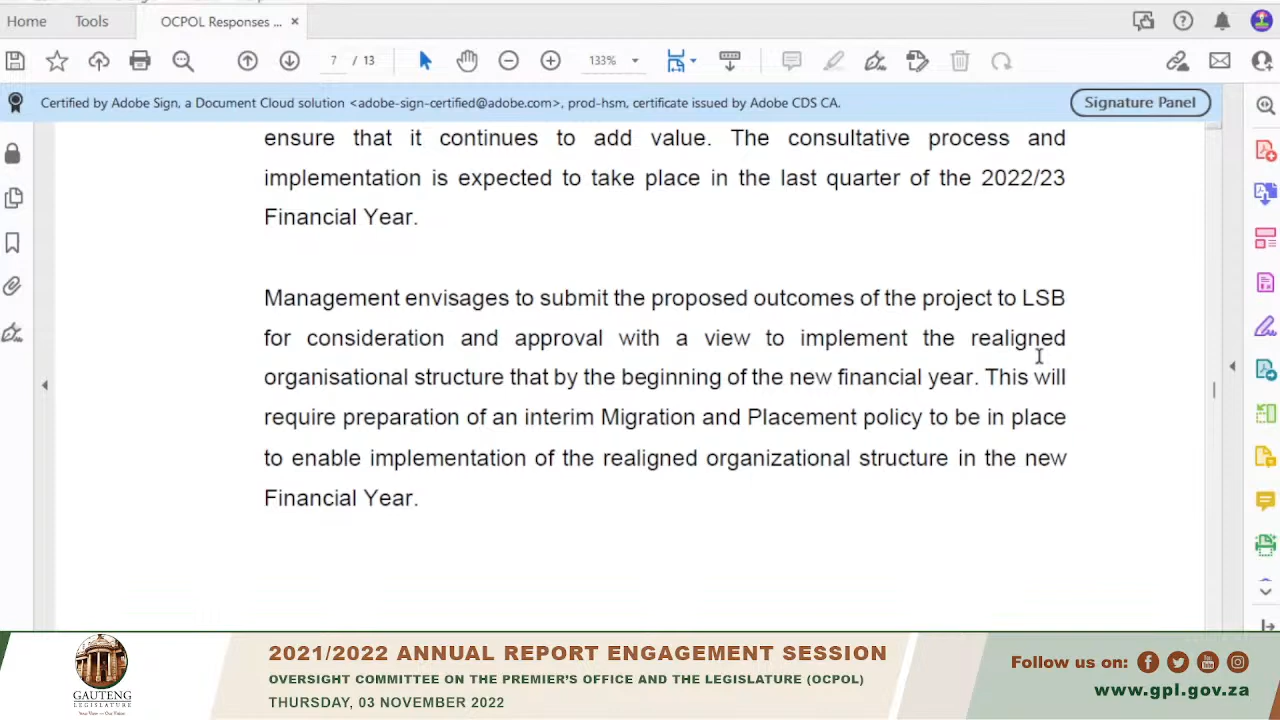 Home
Tools
OCPOL Responses ...
7 / 13
133%
Certified by Adobe Sign, a Document Cloud solution <adobe-sign-certified@adobe.com>, prod-hsm, certificate issued by Adobe CDS CA.
Signature Panel
ensure that it continues to add value. The consultative process and
implementation is expected to take place in the last quarter of the 2022/23
Financial Year.
Management envisages to submit the proposed outcomes of the project to LSB
for consideration and approval with a view to implement the realigned
organisational structure that by the beginning of the new financial year. This will
require preparation of an interim Migration and Placement policy to be in place
to enable implementation of the realigned organizational structure in the new
Financial Year.
GAUTENG
LEGISLATURE
Your View — Our Vision
2021/2022 ANNUAL REPORT ENGAGEMENT SESSION
OVERSIGHT COMMITTEE ON THE PREMIER'S OFFICE AND THE LEGISLATURE (OCPOL)
THURSDAY, 03 NOVEMBER 2022
Follow us on:
www.gpl.gov.za